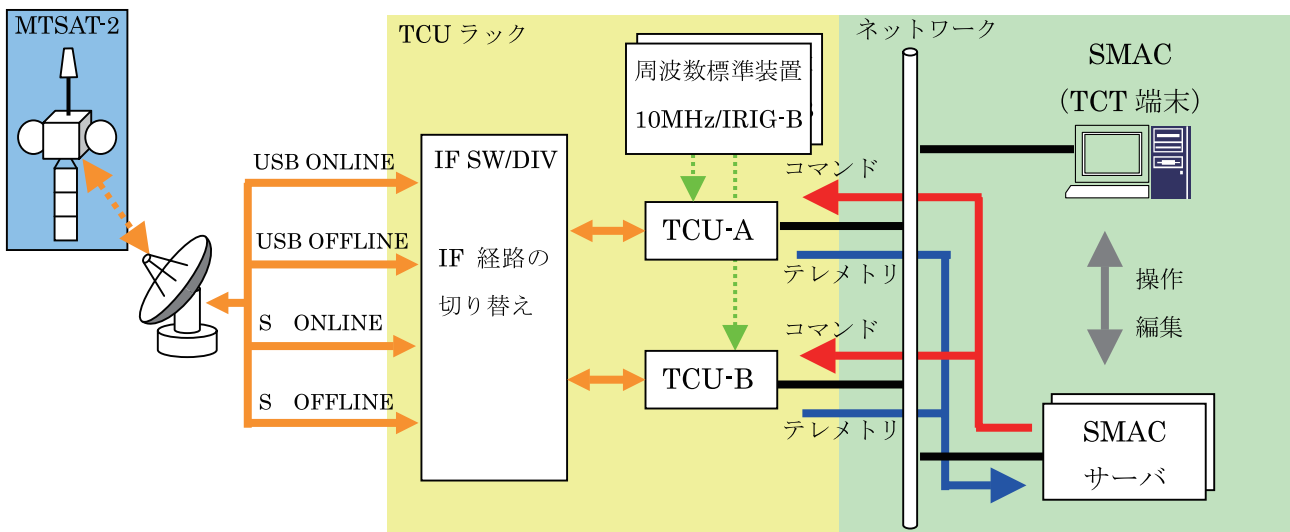 MTSAT-2
TCU ラック
ネットワーク
SMAC
(TCT 端末)
周波数標準装置
10MHz/IRIG-B
USB ONLINE
USB OFFLINE
S ONLINE
S OFFLINE
IF SW/DIV
IF 経路の
切り替え
コマンド
TCU-A
テレメトリ
コマンド
TCU-B
テレメトリ
操作
編集
SMAC
サーバ